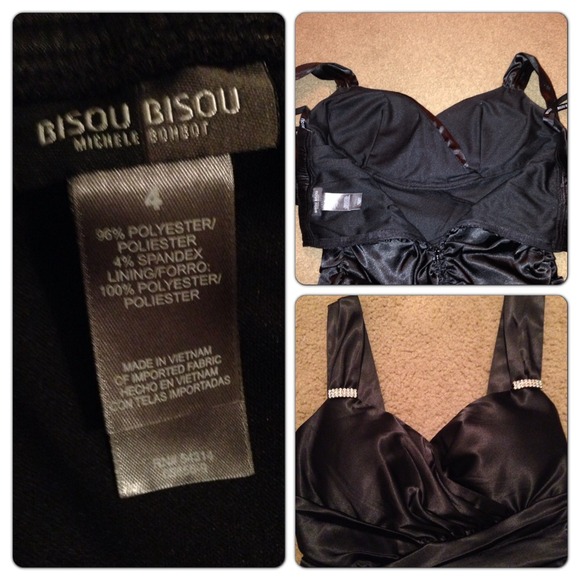 BISOU BISOU
MICHELE BOHBOT
4
96% POLYESTER/
POLIESTER
4% SPANDEX
LINING/FORRO:
100% POLYESTER/
POLIESTER
MADE IN VIETNAM
OF IMPORTED FABRIC
HECHO EN VIETNAM
CON TELAS IMPORTADAS